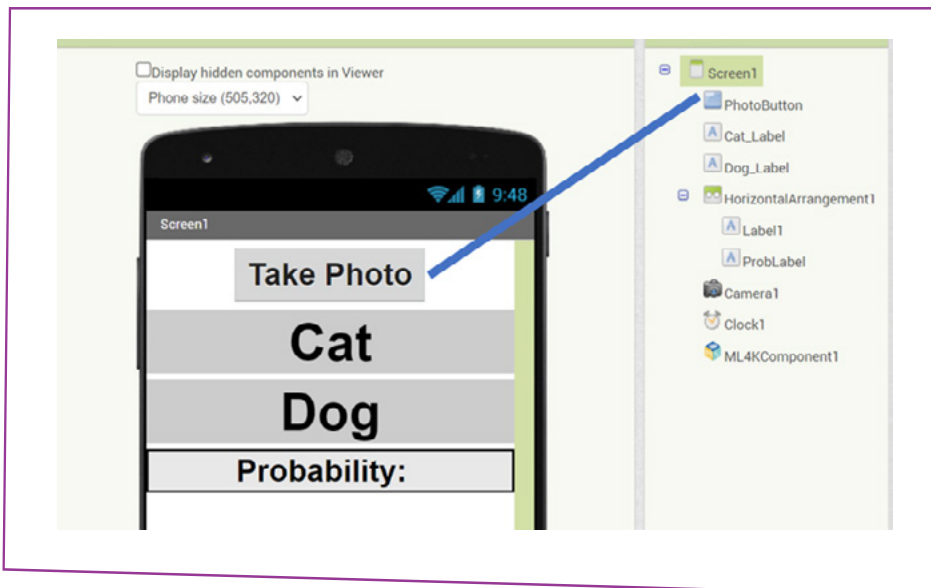 Display hidden components in Viewer
Phone size (505,320)
9:48
Screen1
Take Photo
Cat
Dog
Probability:
Screen1
PhotoButton
Cat_Label
Dog_Label
HorizontalArrangement1
Label1
ProbLabel
Camera1
Clock1
ML4KComponent1